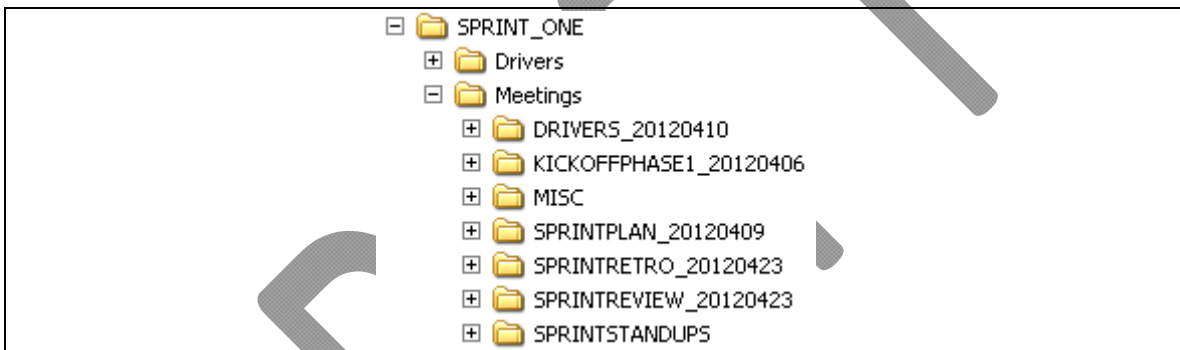 SPRINT_ONE
Drivers
Meetings
DRIVERS_20120410
KICKOFFPHASE1_20120406
MISC
SPRINTPLAN_20120409
SPRINTRETRO_20120423
SPRINTREVIEW_20120423
SPRINTSTANDUPS